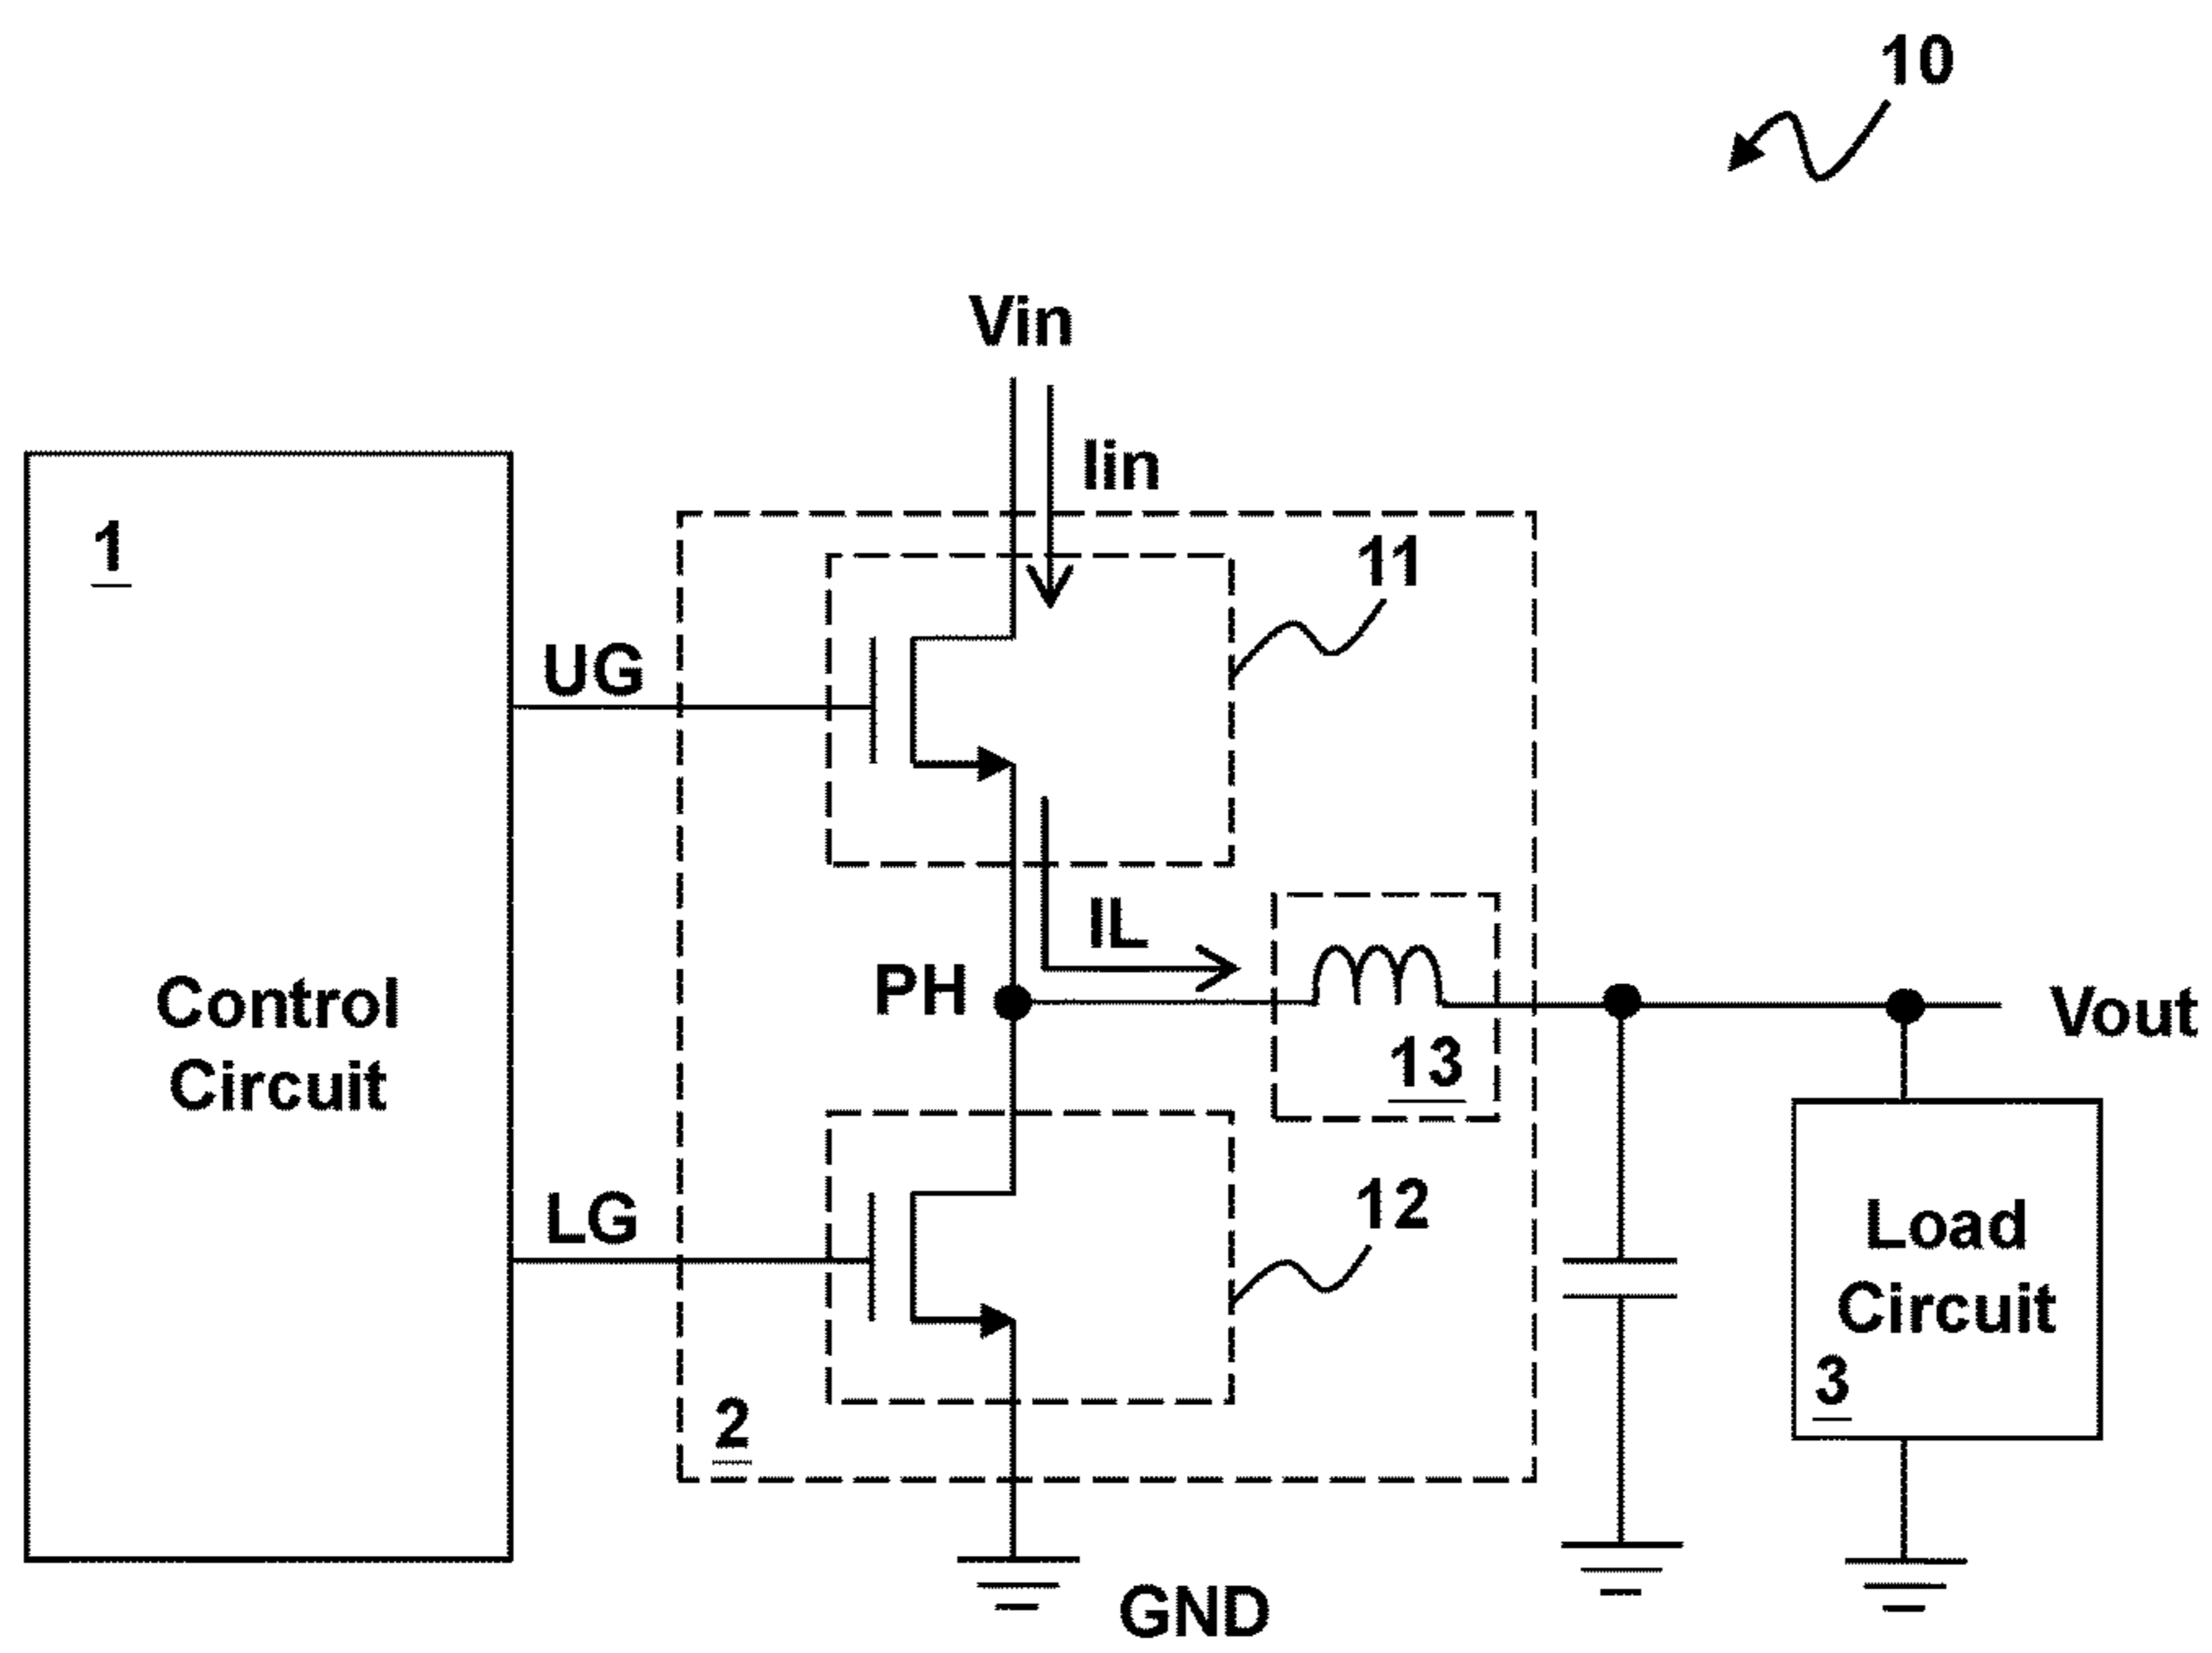 10
Vin
Iin
1
11
UG
IL
PH
Vout
Control
Circuit
13
LG
12
Load
Circuit
3
2
GND